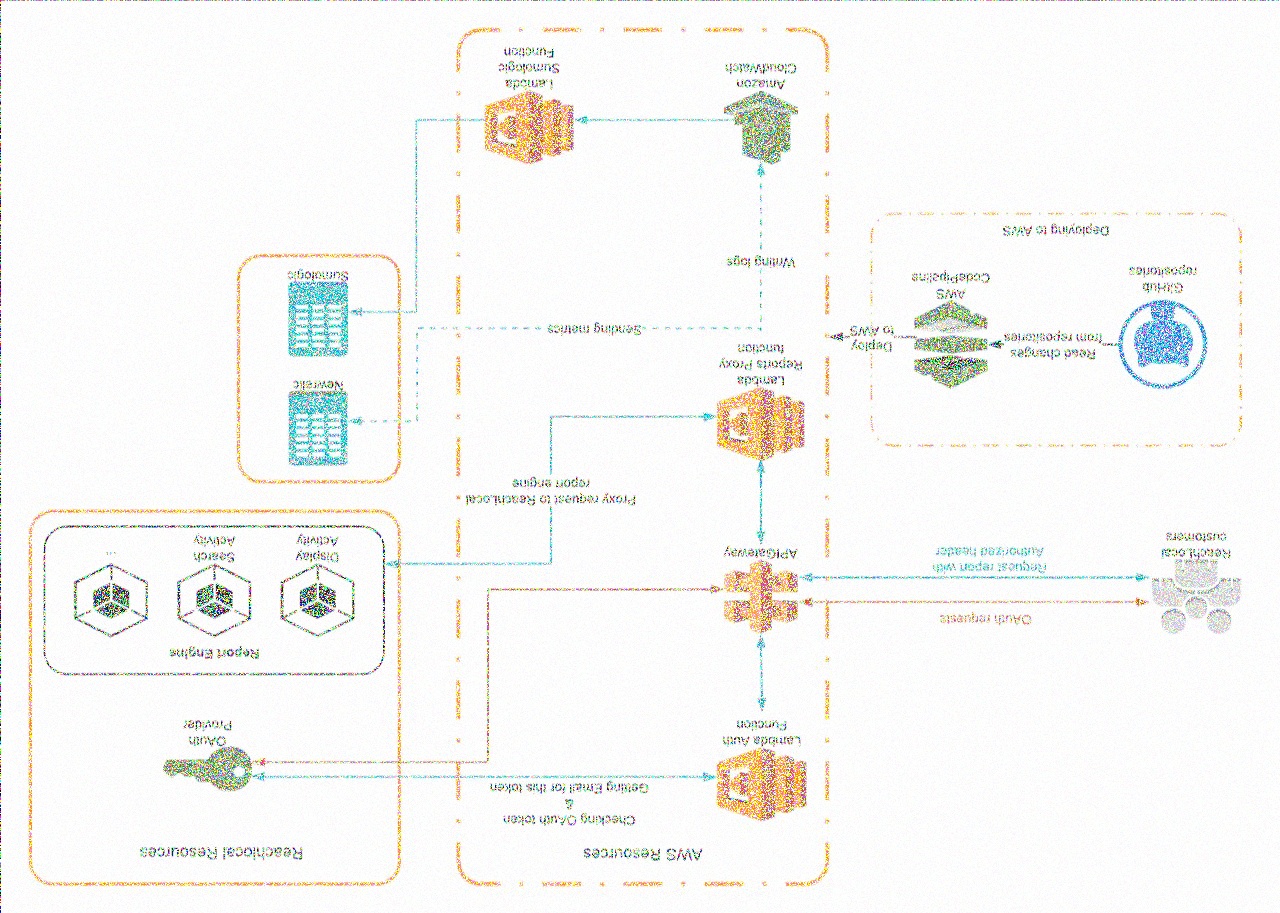 AWS Resources
Reachlocal Resources
Checking OAuth token
&
Getting Email for this token
Lambda Auth
Function
OAuth
Provider
Report Engine
Display
Activity
Search
Activity
...
ReachLocal
customers
OAuth requests
Request report with
Authorized header
APIGateway
Proxy request to ReachLocal
report engine
Lambda
Reports Proxy
function
Newrelic
Sumologic
Sending metrics
Writing logs
GitHub
repositories
Read changes
from repositories
AWS
CodePipeline
Deploy
to AWS
Deploying to AWS
Amazon
CloudWatch
Lambda
Sumologic
Function